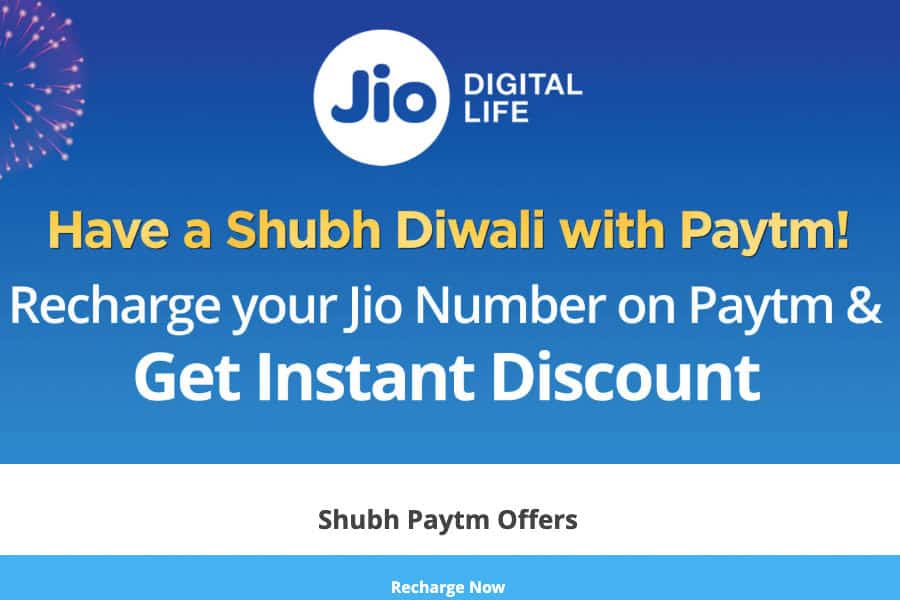 Jio
DIGITAL
LIFE
Have a Shubh Diwali with Paytm!
Recharge your Jio Number on Paytm &
Get Instant Discount
Shubh Paytm Offers
Recharge Now